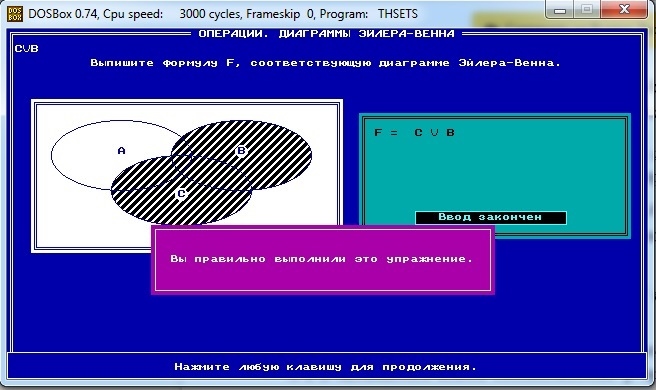 DOSBox 0.74, Cpu speed: 3000 cycles, Frameskip 0, Program: THSETS
ОПЕРАЦИИ. ДИАГРАММЫ ЭЙЛЕРА-ВЕННА
C∪B
Выпишите формулу F, соответствующую диаграмме Эйлера-Венна.
A
B
C
F = C ∪ B
Ввод закончен
Вы правильно выполнили это упражнение.
Нажмите любую клавишу для продолжения.